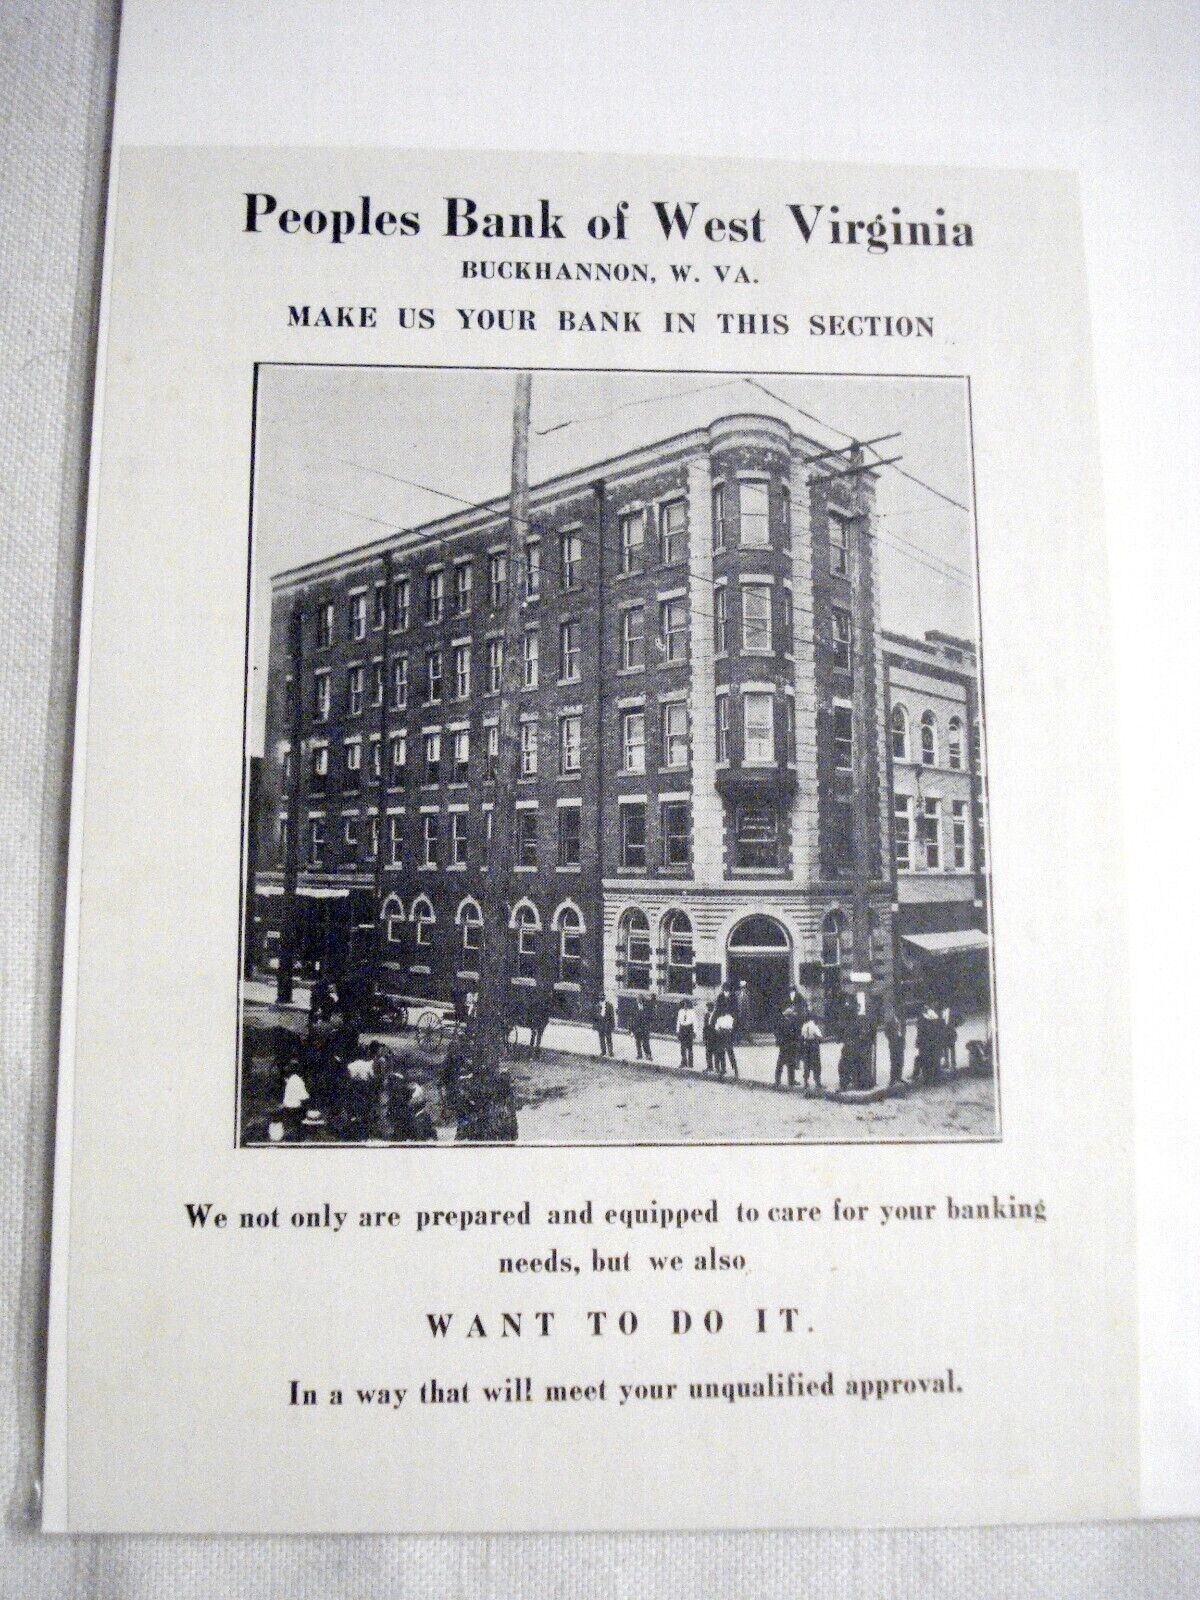 Peoples Bank of West Virginia
BUCKHANNON, W. VA.
MAKE US YOUR BANK IN THIS SECTION
We not only are prepared and equipped to care for your banking
needs, but we also
WANT TO DO IT.
In a way that will meet your unqualified approval.